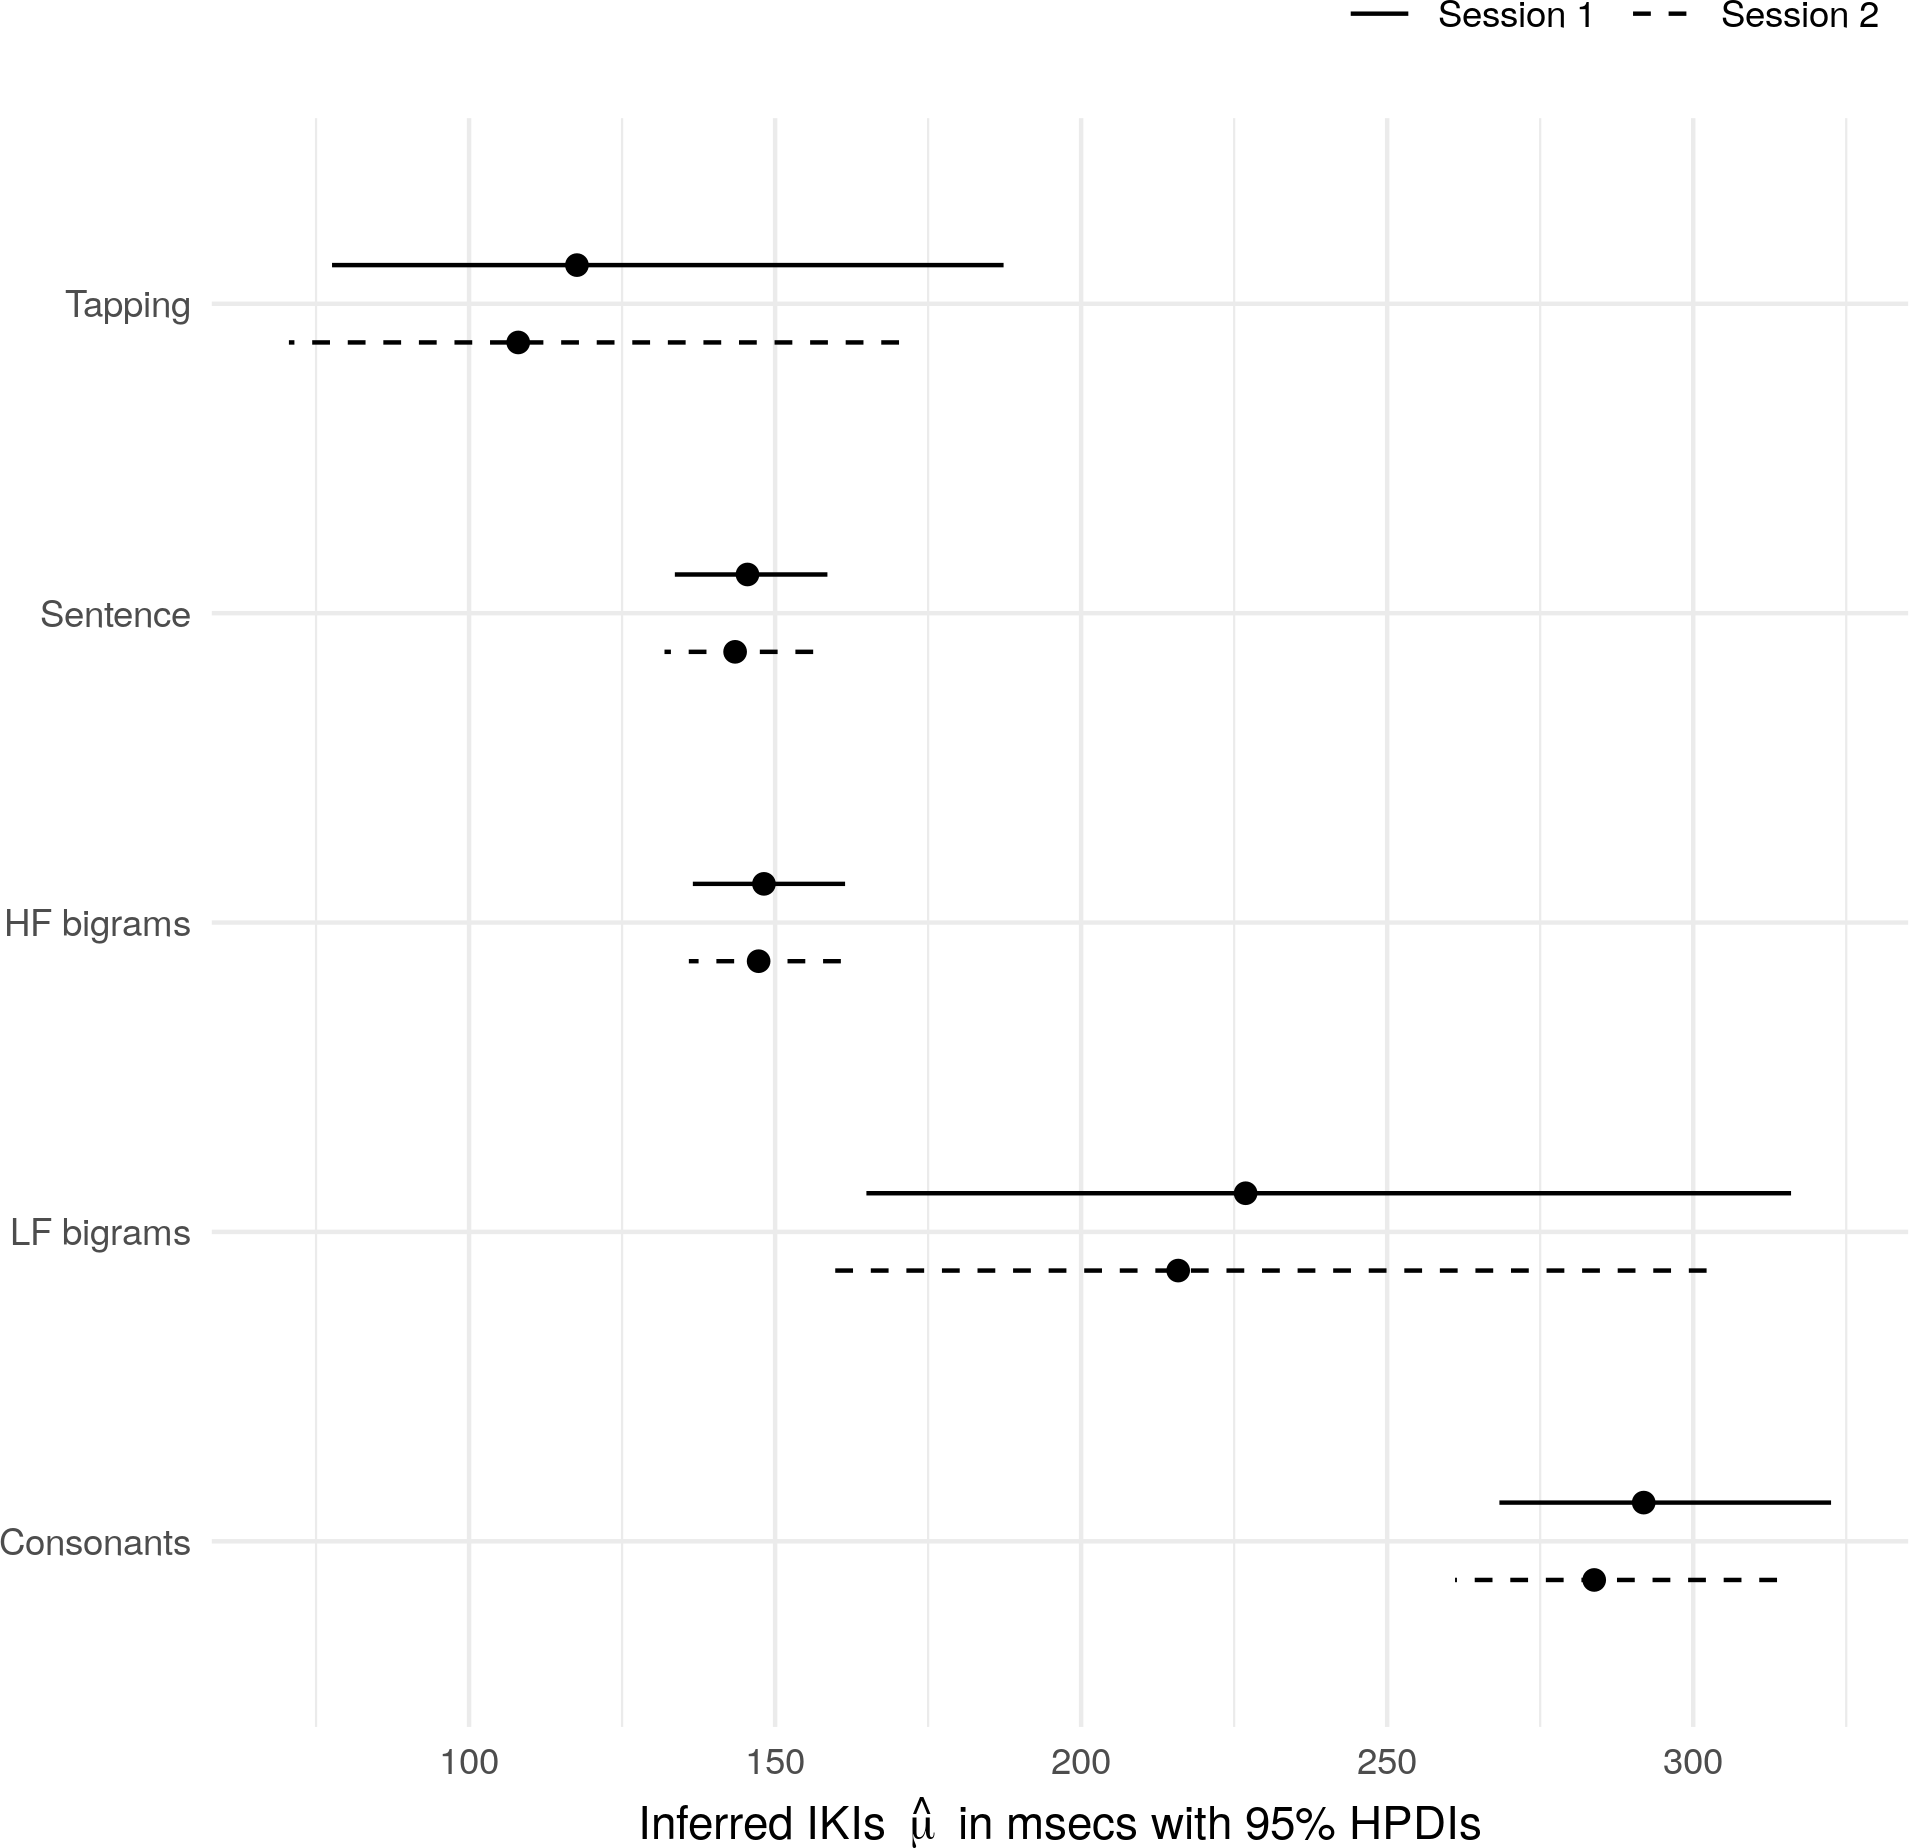 Session 1 Session 2
Tapping
Sentence
HF bigrams
LF bigrams
Consonants
100 150 200 250 300
Inferred IKIs μ̂ in msecs with 95% HPDIs